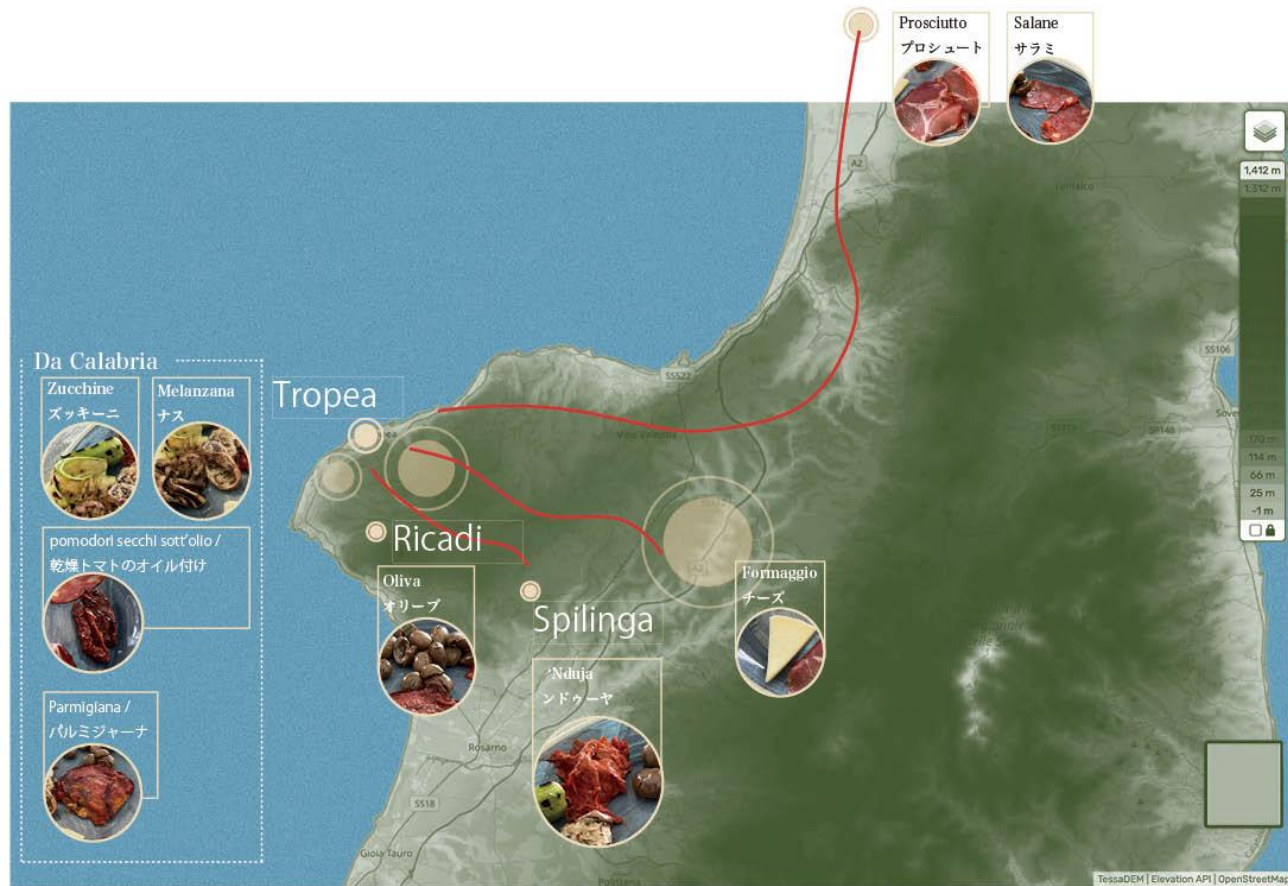 Prosciutto
プロシュート
Salane
サラミ
A2
1,412 m
1,312 m
SS106
Da Calabria
Zucchine
ズッキーニ
Melanzana
ナス
Tropea
SS522
Vibo Valentia
170 m
114 m
66 m
25 m
-1 m
pomodori secchi sott'olio /
乾燥トマトのオイル付け
Ricadi
Oliva
オリーブ
Spilinga
Formaggio
チーズ
'Nduja
ンドゥーヤ
Parmigiana /
パルミジャーナ
Rosarno
SS18
Gioia Tauro
TessaDEM | Elevation API | OpenStreetMap